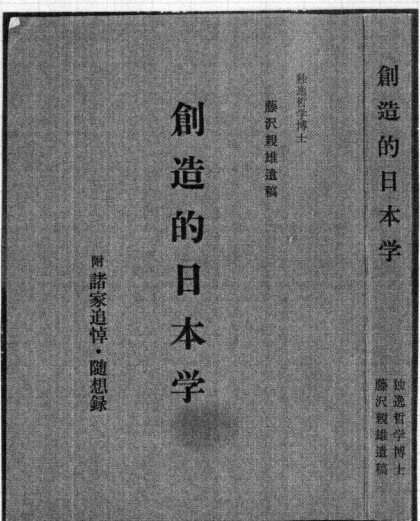 創造的日本学
独逸哲学博士
藤沢親雄遺稿
独逸哲学博士
藤沢親雄遺稿
創造的日本学
附 諸家追悼・随想録